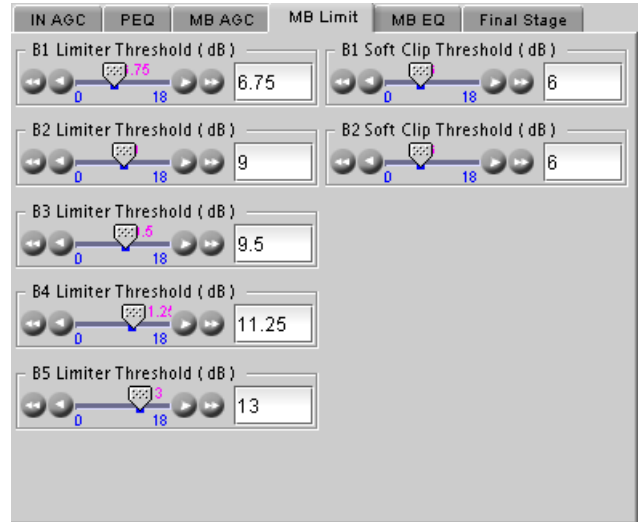 IN AGC PEQ MB AGC MB Limit MB EQ Final Stage
B1 Limiter Threshold ( dB ) B1 Soft Clip Threshold ( dB )
6.75 6
0 18 0 18
B2 Limiter Threshold ( dB ) B2 Soft Clip Threshold ( dB )
9 6
0 18 0 18
B3 Limiter Threshold ( dB )
9.5
0 18
B4 Limiter Threshold ( dB )
11.25
0 18
B5 Limiter Threshold ( dB )
13
0 18